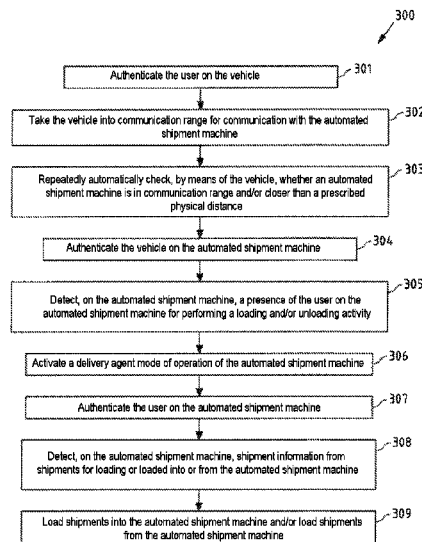 300
Authenticate the user on the vehicle
301
Take the vehicle into communication range for communication with the automated
shipment machine
302
Repeatedly automatically check, by means of the vehicle, whether an automated
shipment machine is in communication range and/or closer than a prescribed
physical distance
303
Authenticate the vehicle on the automated shipment machine
304
Detect, on the automated shipment machine, a presence of the user on the
automated shipment machine for performing a loading and/or unloading activity
305
Activate a delivery agent mode of operation of the automated shipment machine
306
Authenticate the user on the automated shipment machine
307
Detect, on the automated shipment machine, shipment information from
shipments for loading or loaded into or from the automated shipment machine
308
Load shipments into the automated shipment machine and/or load shipments
from the automated shipment machine
309